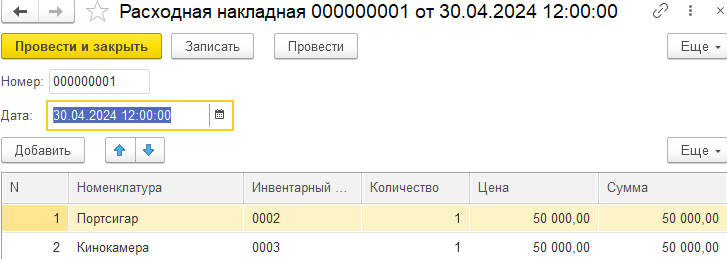 Расходная накладная 000000001 от 30.04.2024 12:00:00
Провести и закрыть Записать Провести Еще
Номер: 000000001
Дата: 30.04.2024 12:00:00
Добавить Еще
N Номенклатура Инвентарный ... Количество Цена Сумма
1 Портсигар 0002 1 50 000,00 50 000,00
2 Кинокамера 0003 1 50 000,00 50 000,00